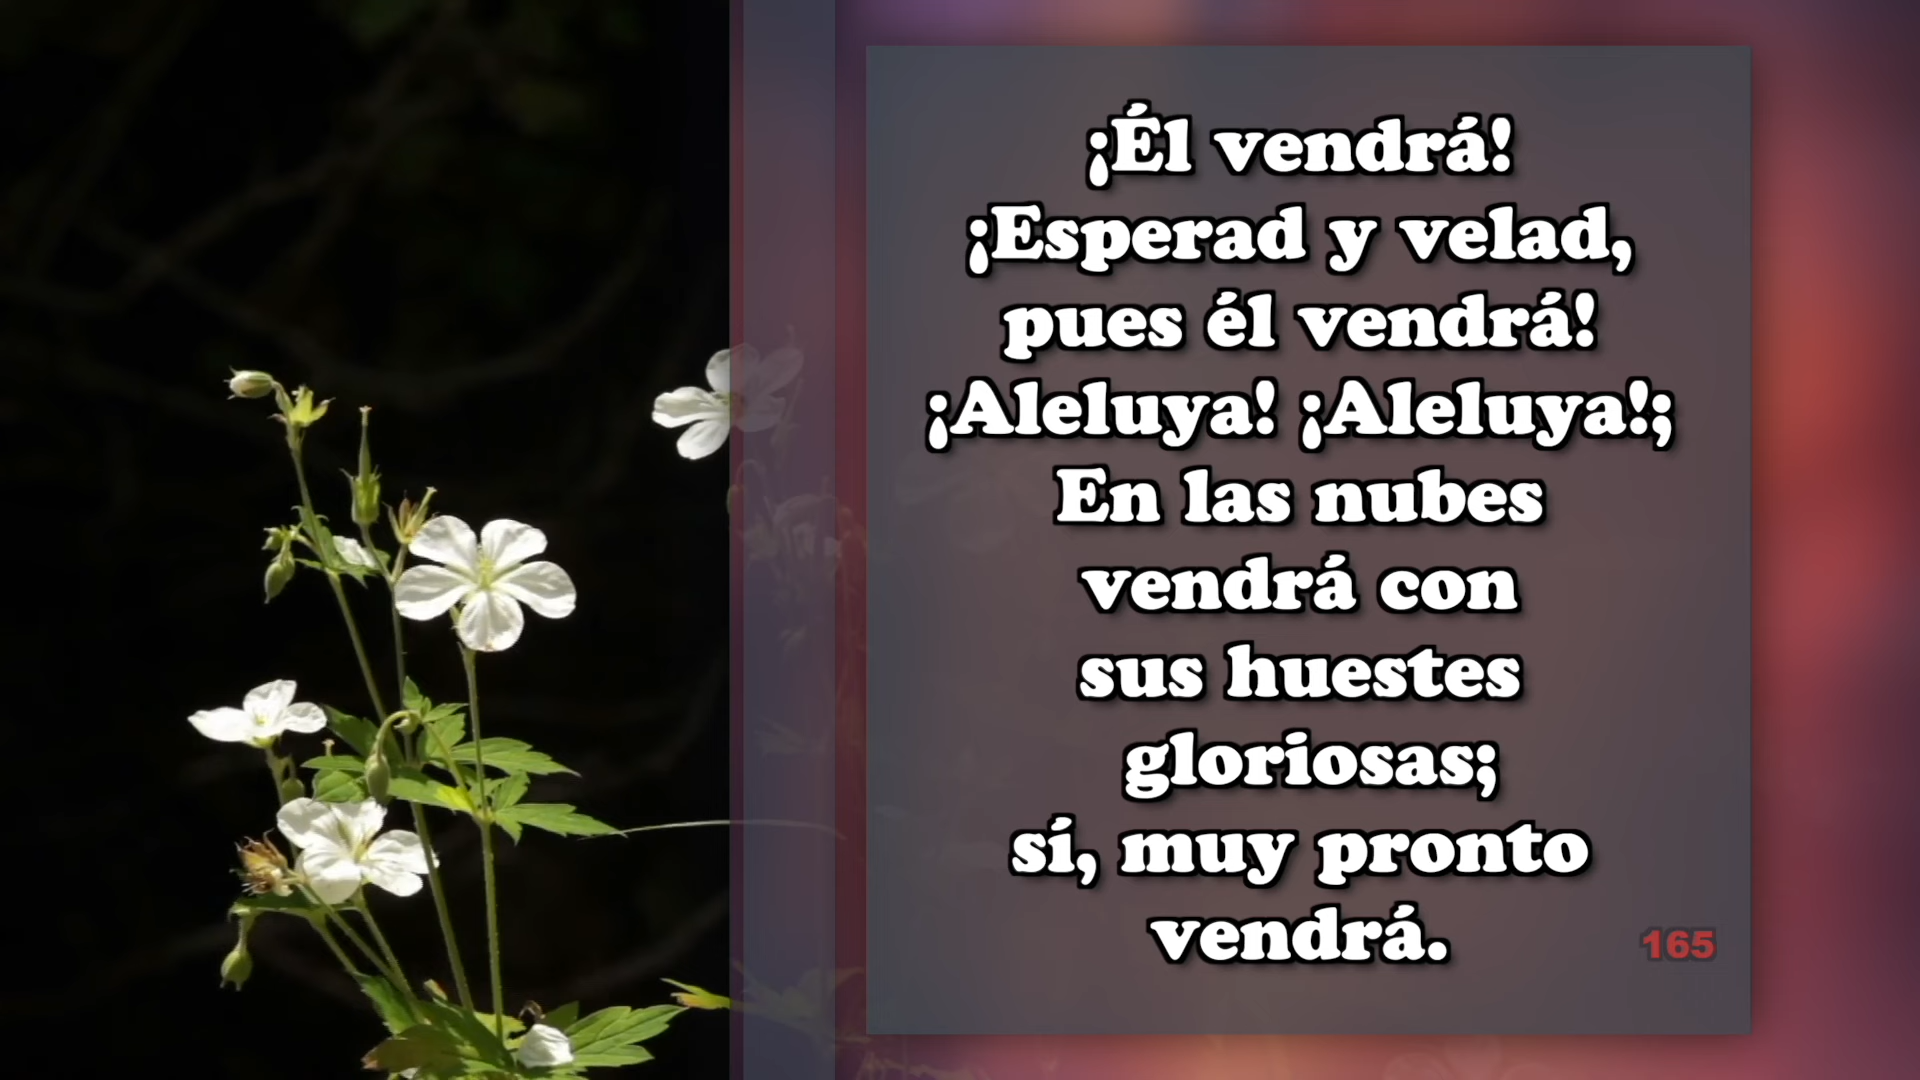 ¡Él vendrá!
¡Esperad y velad,
pues él vendrá!
¡Aleluya! ¡Aleluya!;
En las nubes
vendrá con
sus huestes
gloriosas;
sí, muy pronto
vendrá.
165